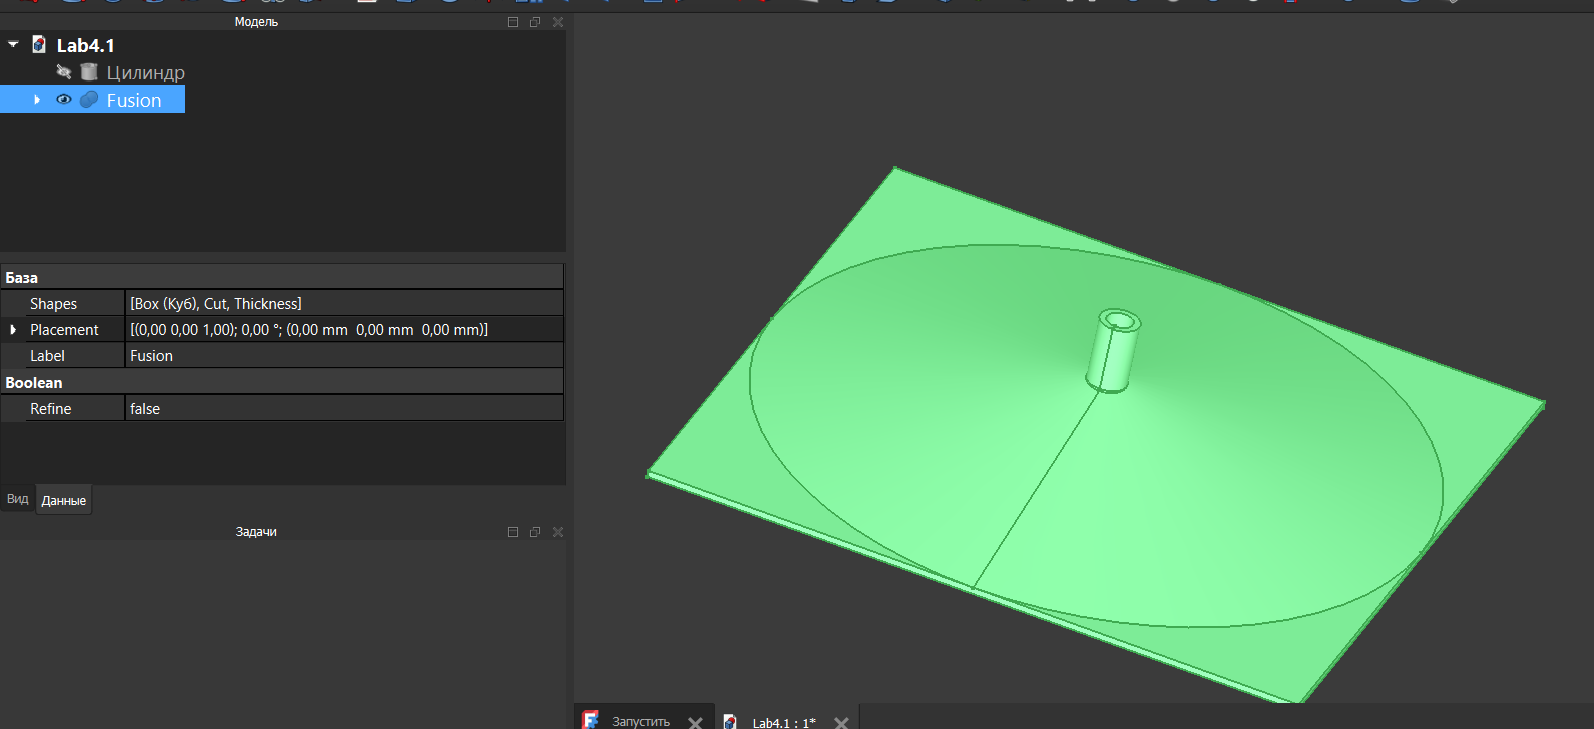 Модель
Lab4.1
Цилиндр
Fusion
База
Shapes [Box (Куб), Cut, Thickness]
Placement [(0,00 0,00 1,00); 0,00 °; (0,00 mm 0,00 mm 0,00 mm)]
Label Fusion
Boolean
Refine false
Вид Данные
Задачи
Запустить Lab4.1 : 1*